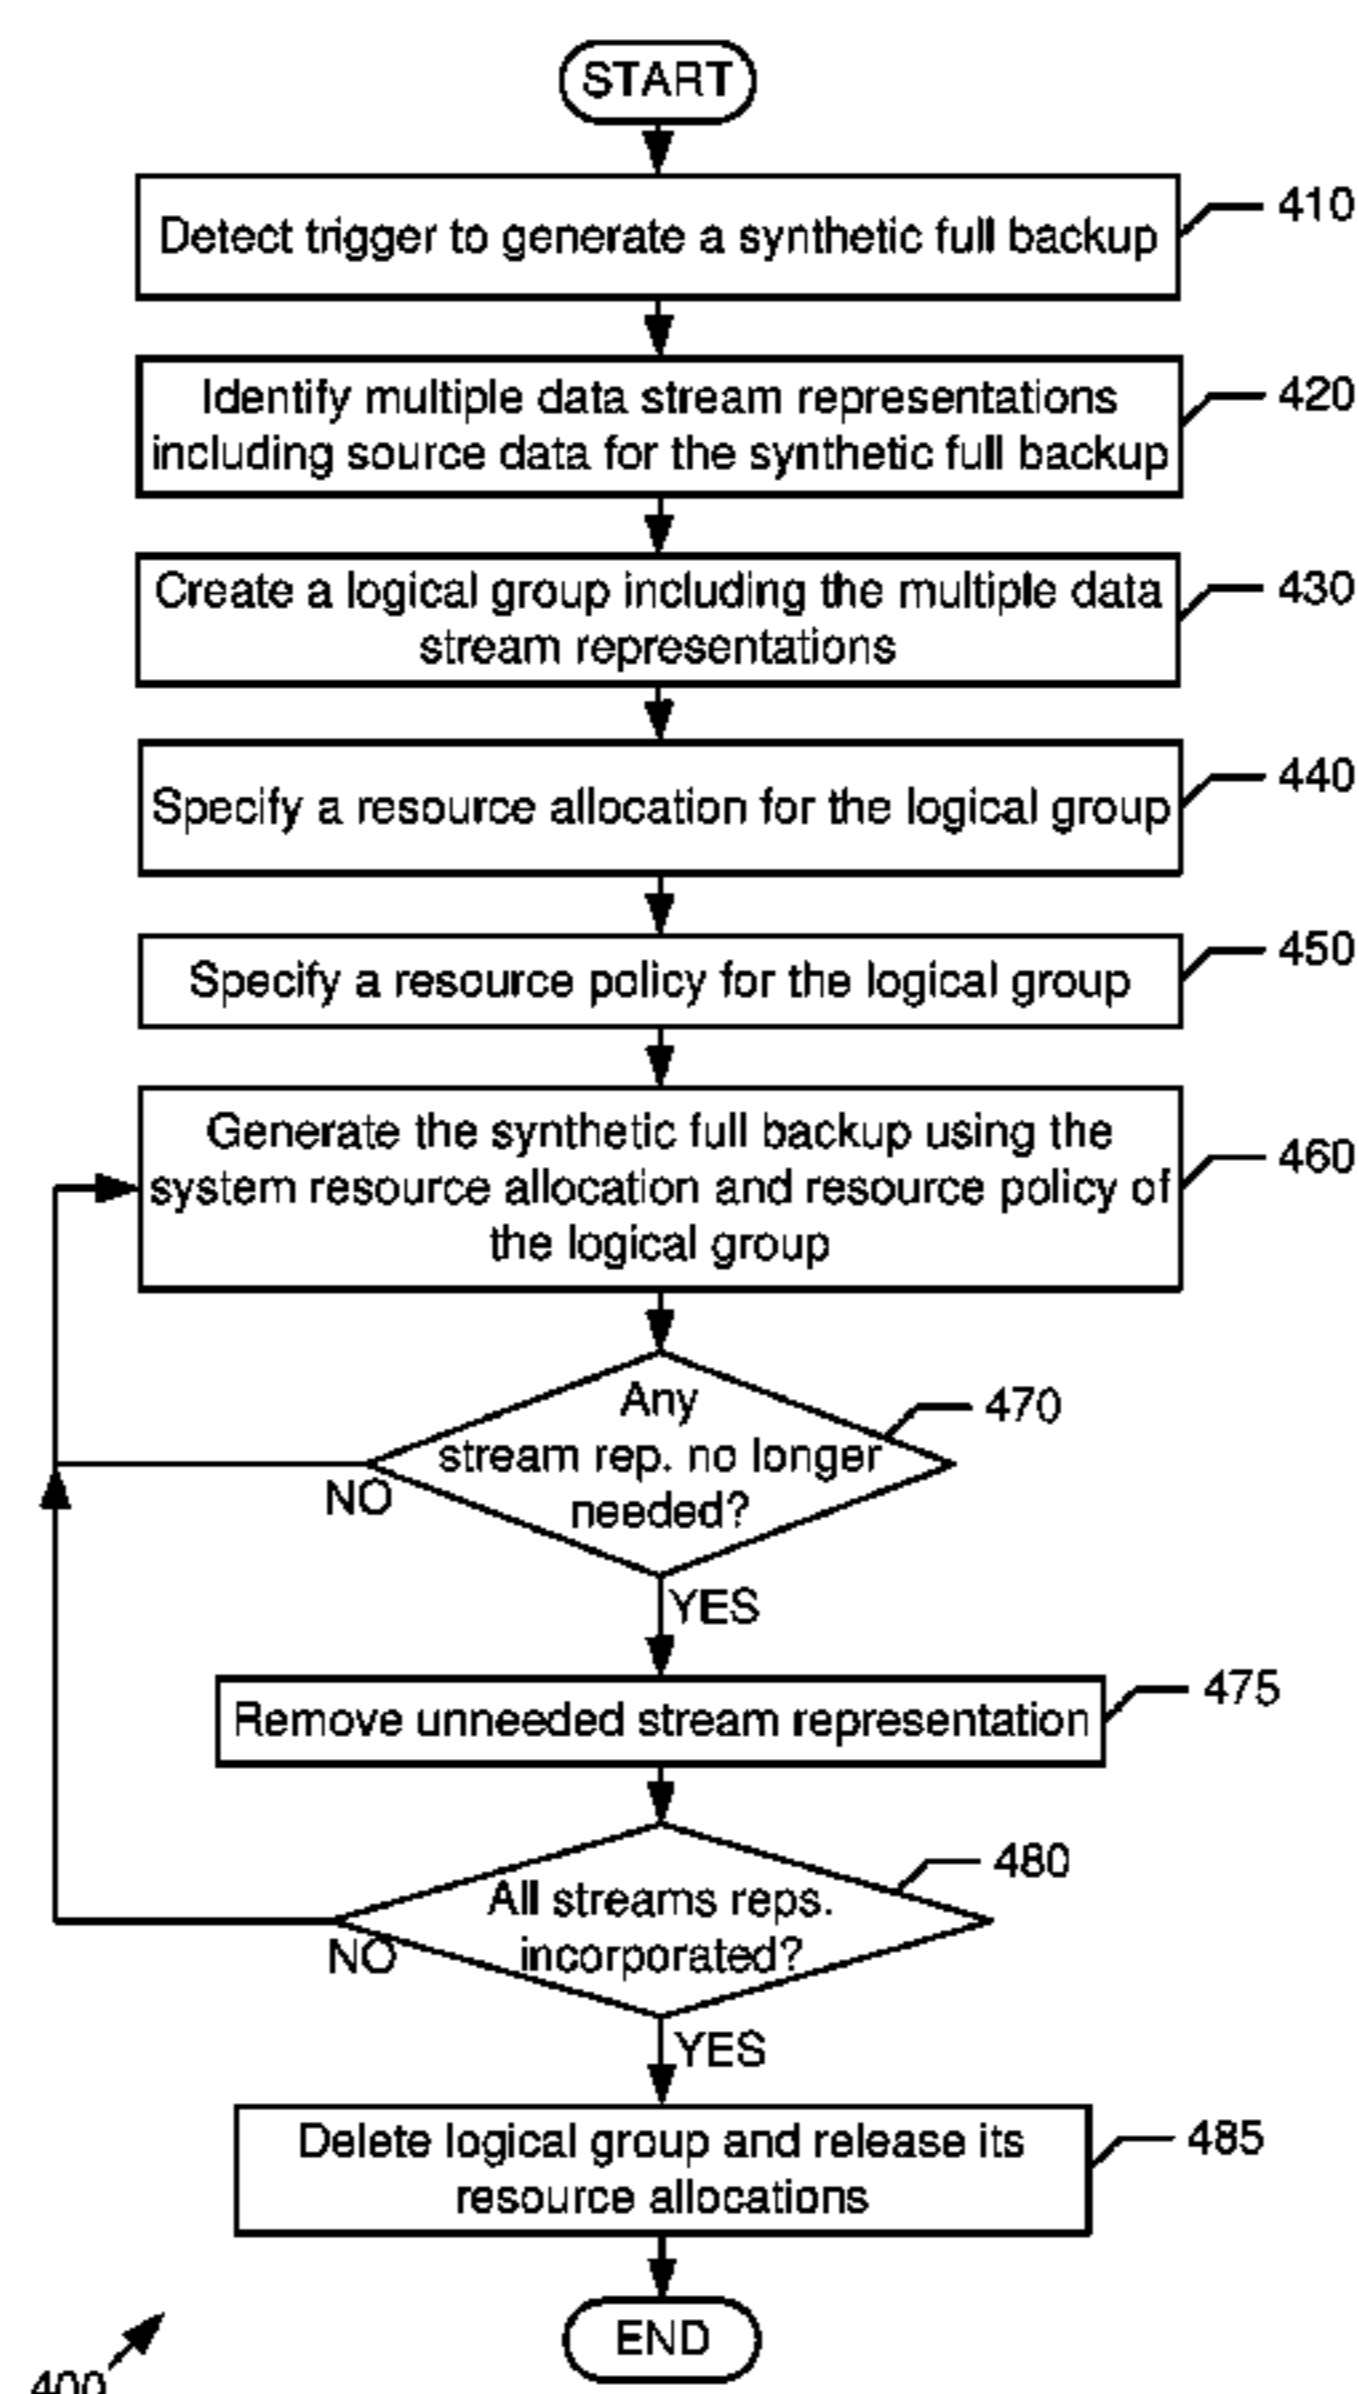 START
Detect trigger to generate a synthetic full backup
410
Identify multiple data stream representations
including source data for the synthetic full backup
420
Create a logical group including the multiple data
stream representations
430
Specify a resource allocation for the logical group
440
Specify a resource policy for the logical group
450
Generate the synthetic full backup using the
system resource allocation and resource policy of
the logical group
460
Any
stream rep. no longer
needed?
470
NO
YES
Remove unneeded stream representation
475
All streams reps.
incorporated?
480
NO
YES
Delete logical group and release its
resource allocations
485
END
400